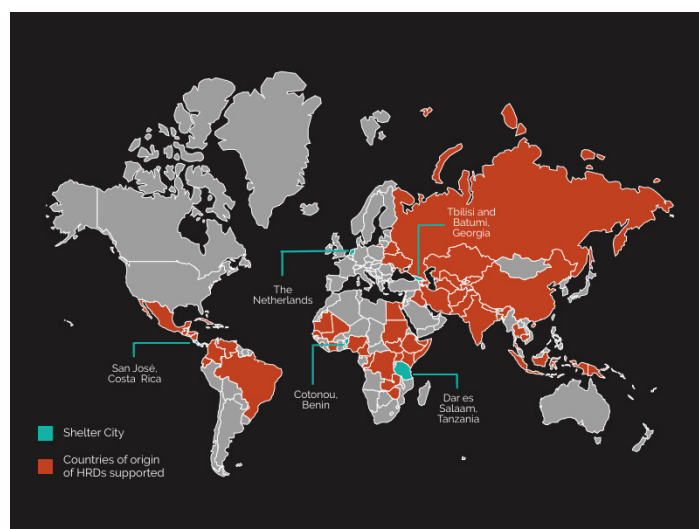 Tbilisi and
Batumi,
Georgia
The
Netherlands
San José,
Costa Rica
Cotonou,
Benin
Dar es
Salaam,
Tanzania
Shelter City
Countries of origin
of HRDs supported